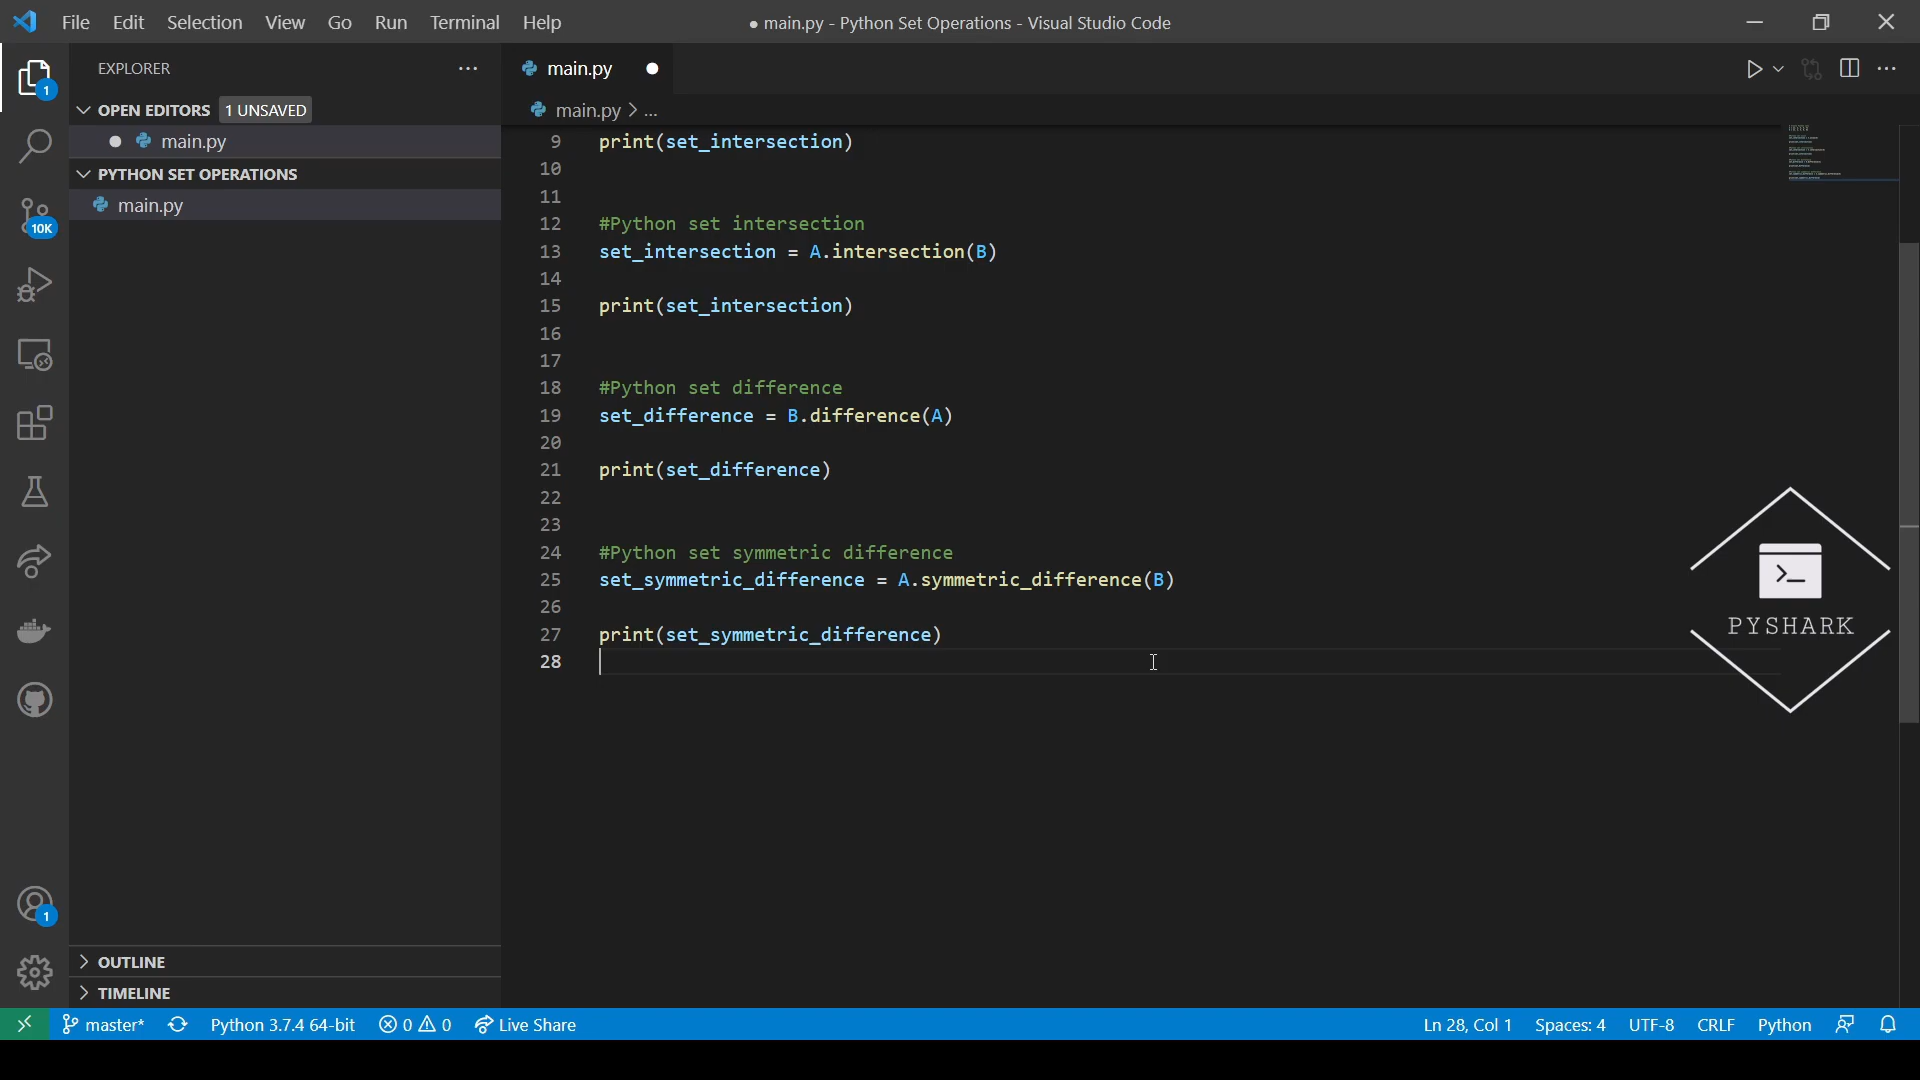 File Edit Selection View Go Run Terminal Help
● main.py - Python Set Operations - Visual Studio Code
EXPLORER
OPEN EDITORS 1 UNSAVED
main.py
PYTHON SET OPERATIONS
main.py
1
10K
1
OUTLINE
TIMELINE
main.py
main.py > ...
9 print(set_intersection)
10
11
12 #Python set intersection
13 set_intersection = A.intersection(B)
14
15 print(set_intersection)
16
17
18 #Python set difference
19 set_difference = B.difference(A)
20
21 print(set_difference)
22
23
24 #Python set symmetric difference
25 set_symmetric_difference = A.symmetric_difference(B)
26
27 print(set_symmetric_difference)
28
PYSHARK
master* Python 3.7.4 64-bit 0 0 Live Share Ln 28, Col 1 Spaces: 4 UTF-8 CRLF Python